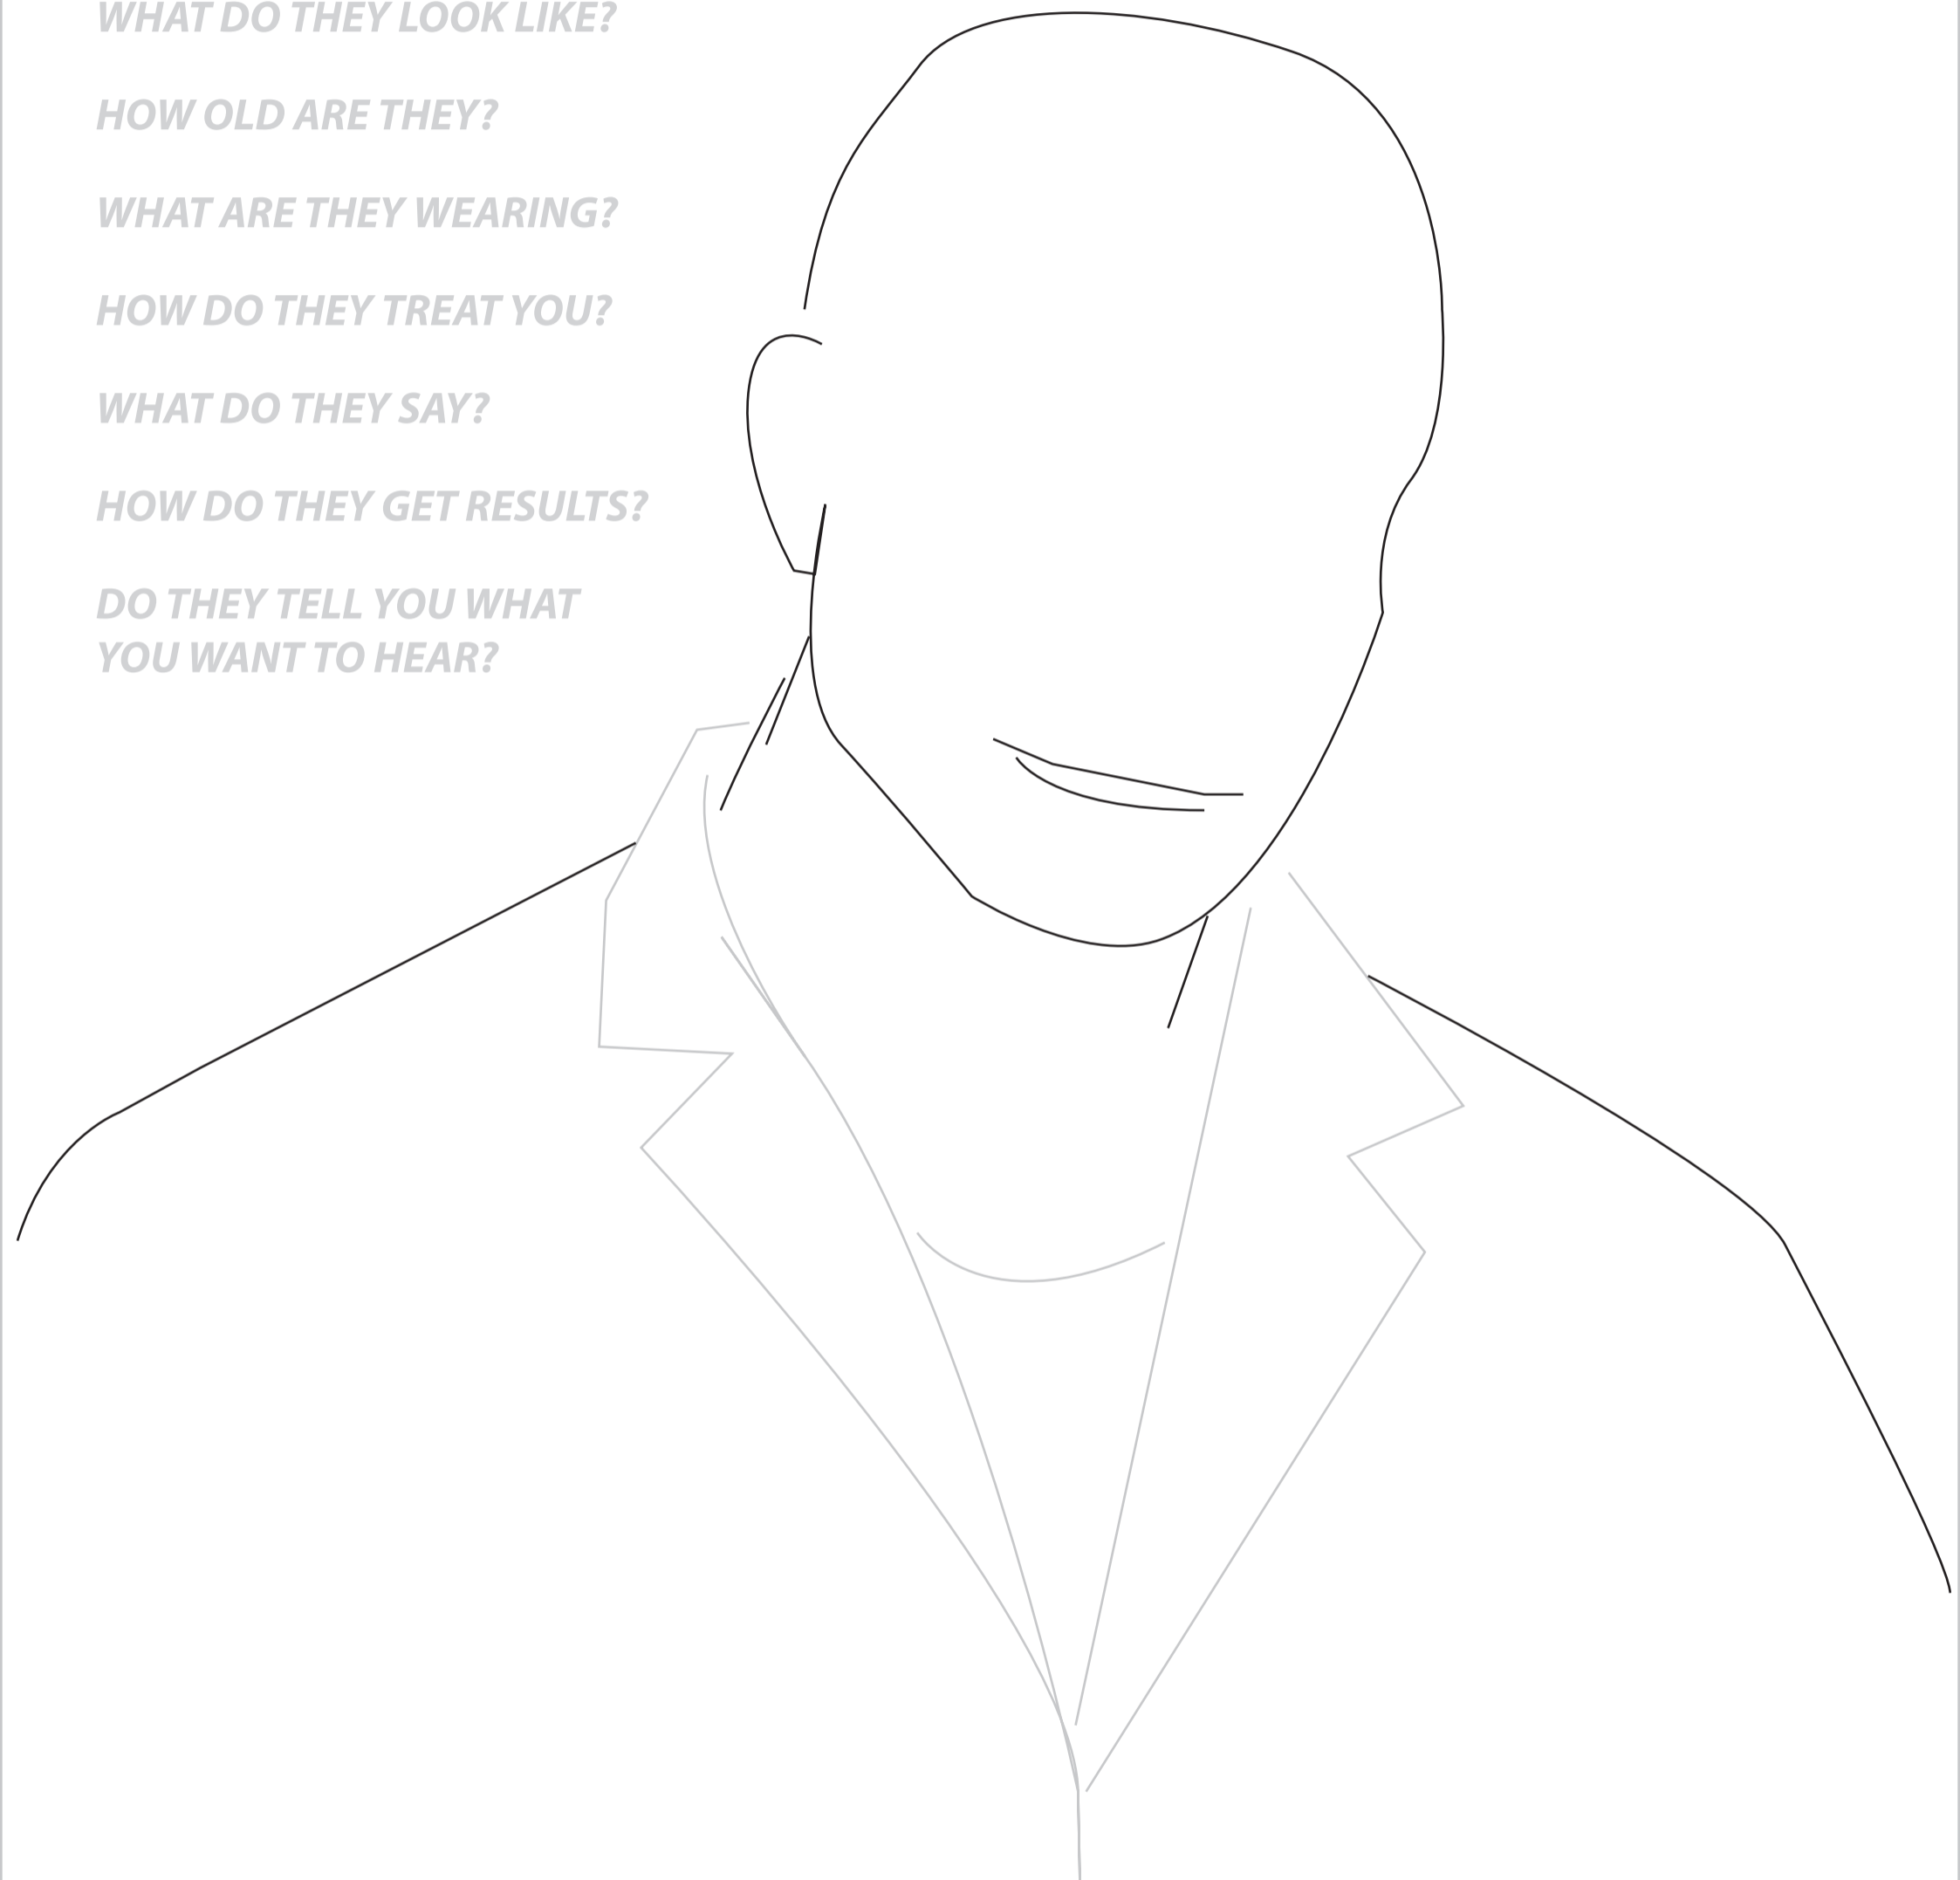 WHAT DO THEY LOOK LIKE?
HOW OLD ARE THEY?
WHAT ARE THEY WEARING?
HOW DO THEY TREAT YOU?
WHAT DO THEY SAY?
HOW DO THEY GET RESULTS?
DO THEY TELL YOU WHAT
YOU WANT TO HEAR?